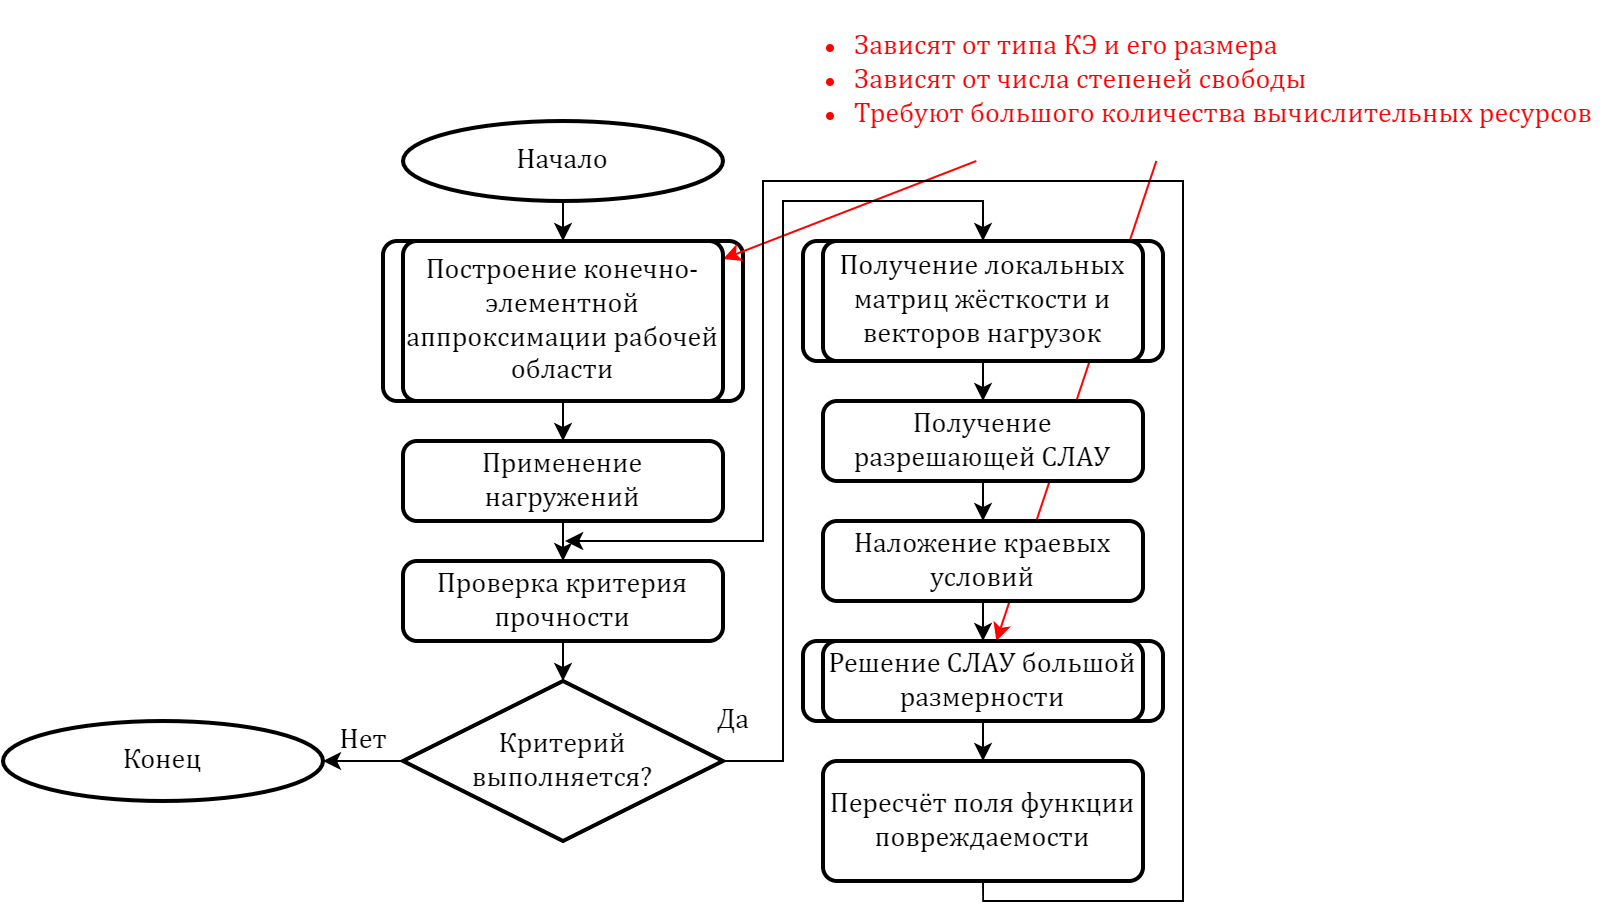 Зависят от типа КЭ и его размера
Зависят от числа степеней свободы
Требуют большого количества вычислительных ресурсов
Начало
Построение конечно-
элементной
аппроксимации рабочей
области
Применение
нагружений
Проверка критерия
прочности
Критерий
выполняется?
Нет
Да
Конец
Получение локальных
матриц жёсткости и
векторов нагрузок
Получение
разрешающей СЛАУ
Наложение краевых
условий
Решение СЛАУ большой
размерности
Пересчёт поля функции
повреждаемости